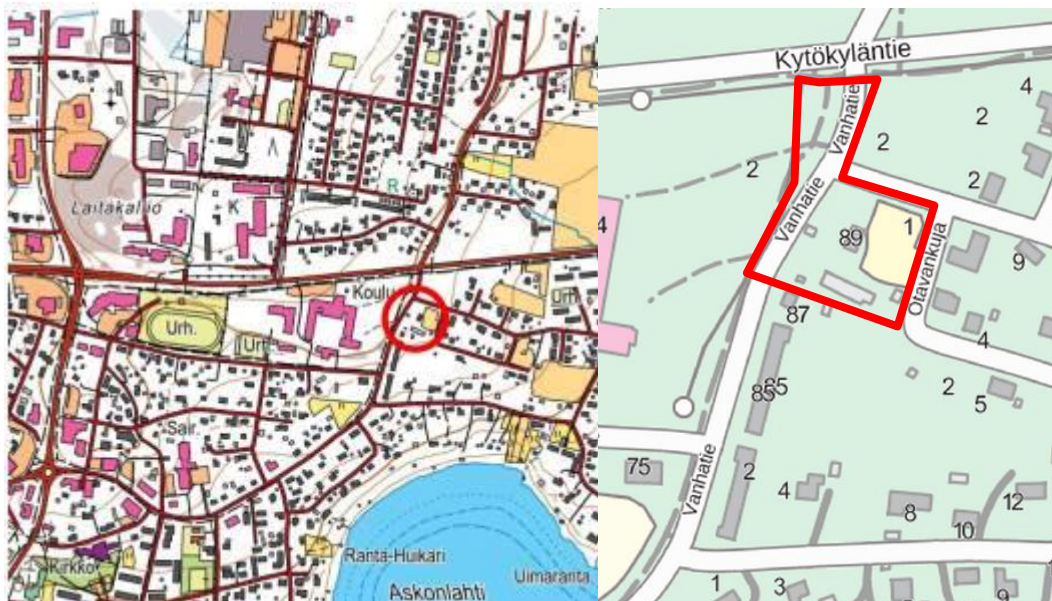 Laitakallio
K
R
Koulu
Urh.
Urh.
Urh.
Sair.
Kirkko
Ranta-Huikari
Askonlahti
Uimaranta
Kytökyläntie
4
2
Vanhatie
2
2
2
4
Vanhatie
89
1
Otavankuja
9
87
4
85
85
2
5
75
Vanhatie
2
4
8
10
12
1
3
9